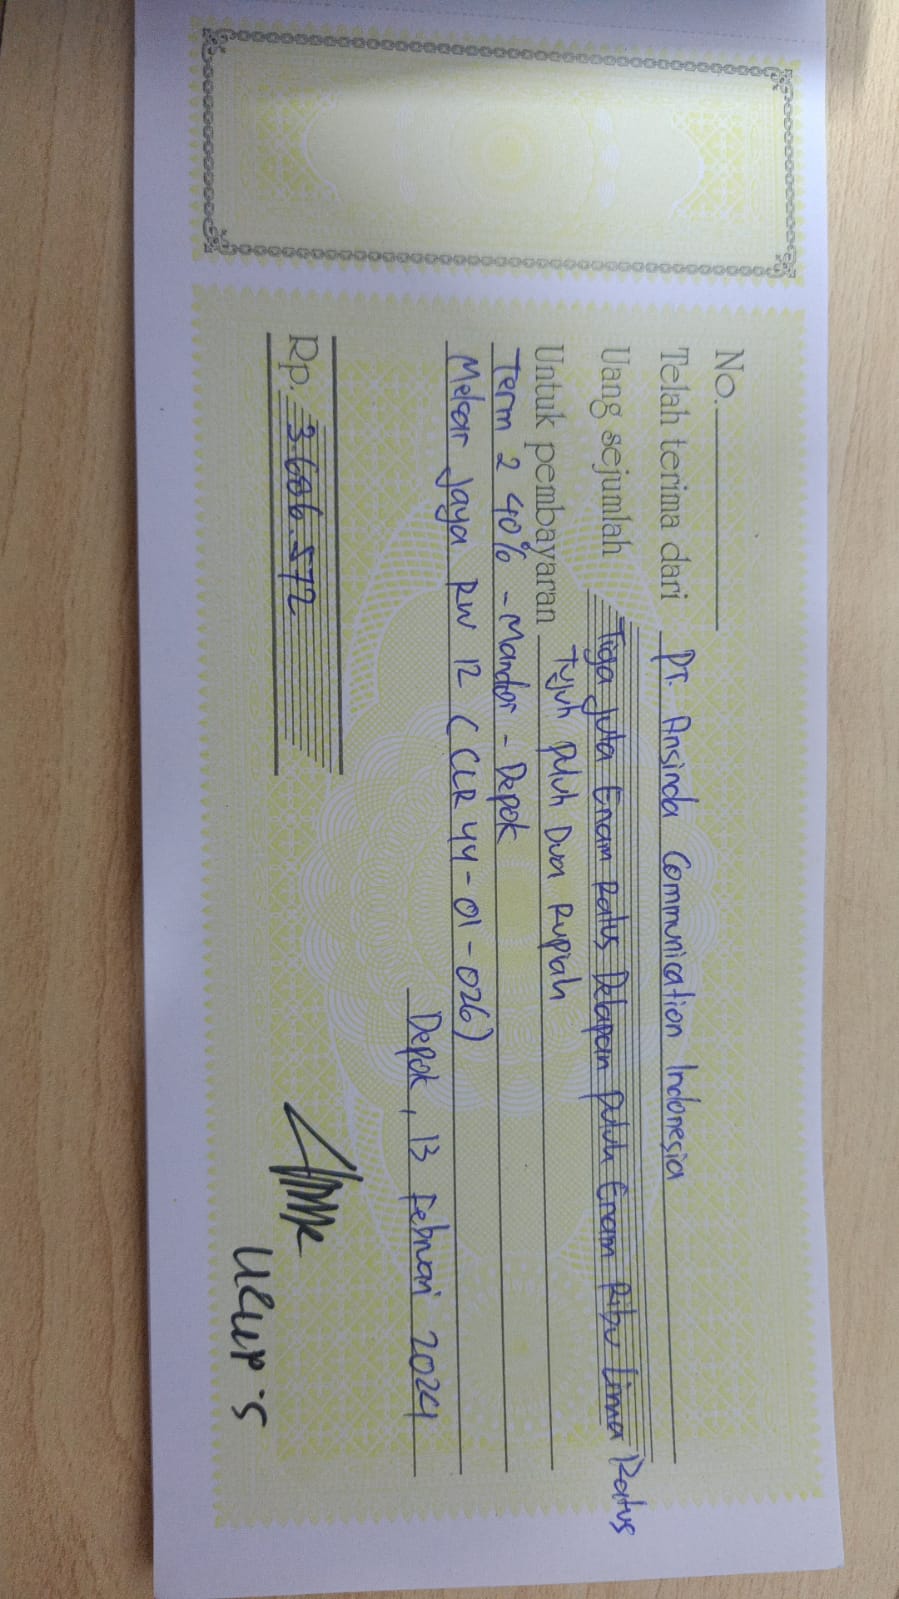 No.
Telah terima dari PT. Ansinda Communication Indonesia
Uang sejumlah Tiga juta Enam Ratus Delapan puluh Enam Ribu Lima Ratus
Untuk pembayaran Tujuh puluh Dua Rupiah
Term 2 40% - Mandor - Depok
Mekar Jaya RW 12 (CLR 44-01-026)
Depok, 13 Februari 2024
Rp. 3.686.572
Ucup.S